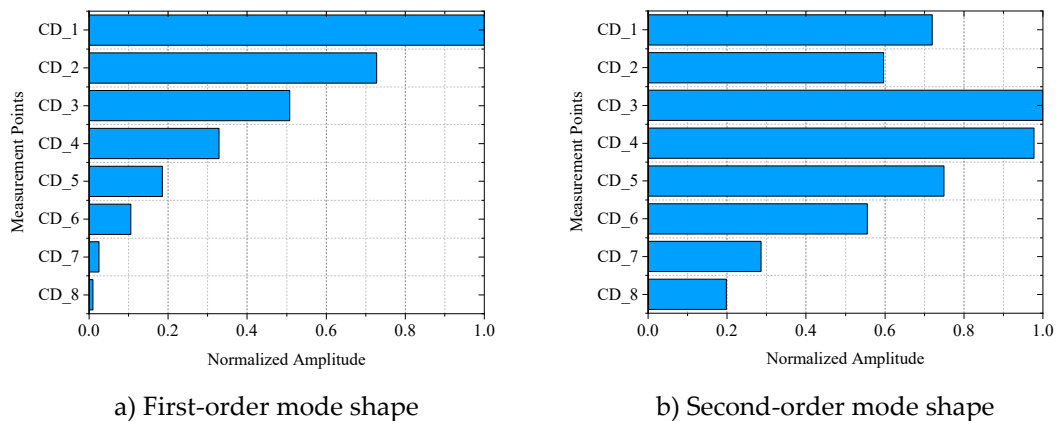 Measurement Points
CD_1
CD_2
CD_3
CD_4
CD_5
CD_6
CD_7
CD_8
0.0 0.2 0.4 0.6 0.8 1.0
Normalized Amplitude
a) First-order mode shape
Measurement Points
CD_1
CD_2
CD_3
CD_4
CD_5
CD_6
CD_7
CD_8
0.0 0.2 0.4 0.6 0.8 1.0
Normalized Amplitude
b) Second-order mode shape